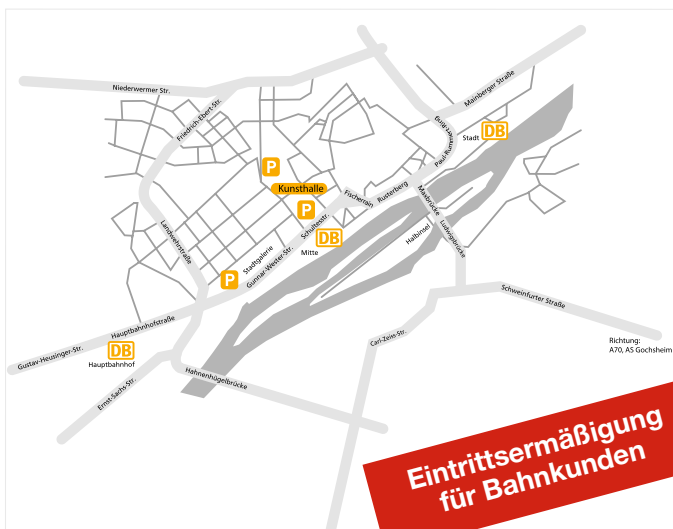 Niederwermer Str.
Friedrich-Ebert-Str.
Mainberger Straße
Stadt DB
Paul-Rummert-Ring
P
Kunsthalle
P
Fischerrain
Rusterberg
Maxbrücke
Ludwigbrücke
Halbinsel
Schultesstr.
DB
Mitte
Landwehrstraße
Stadtgalerie
Gunnar-Wester-Str.
P
Schweinfurter Straße
Hauptbahnhofstraße
Carl-Zeiss-Str.
Richtung:
A70, AS Gochsheim
Gustav-Heusinger-Str.
DB
Hauptbahnhof
Hahnenhügelbrücke
Ernst-Sachs-Str.
Eintrittsermäßigung
für Bahnkunden